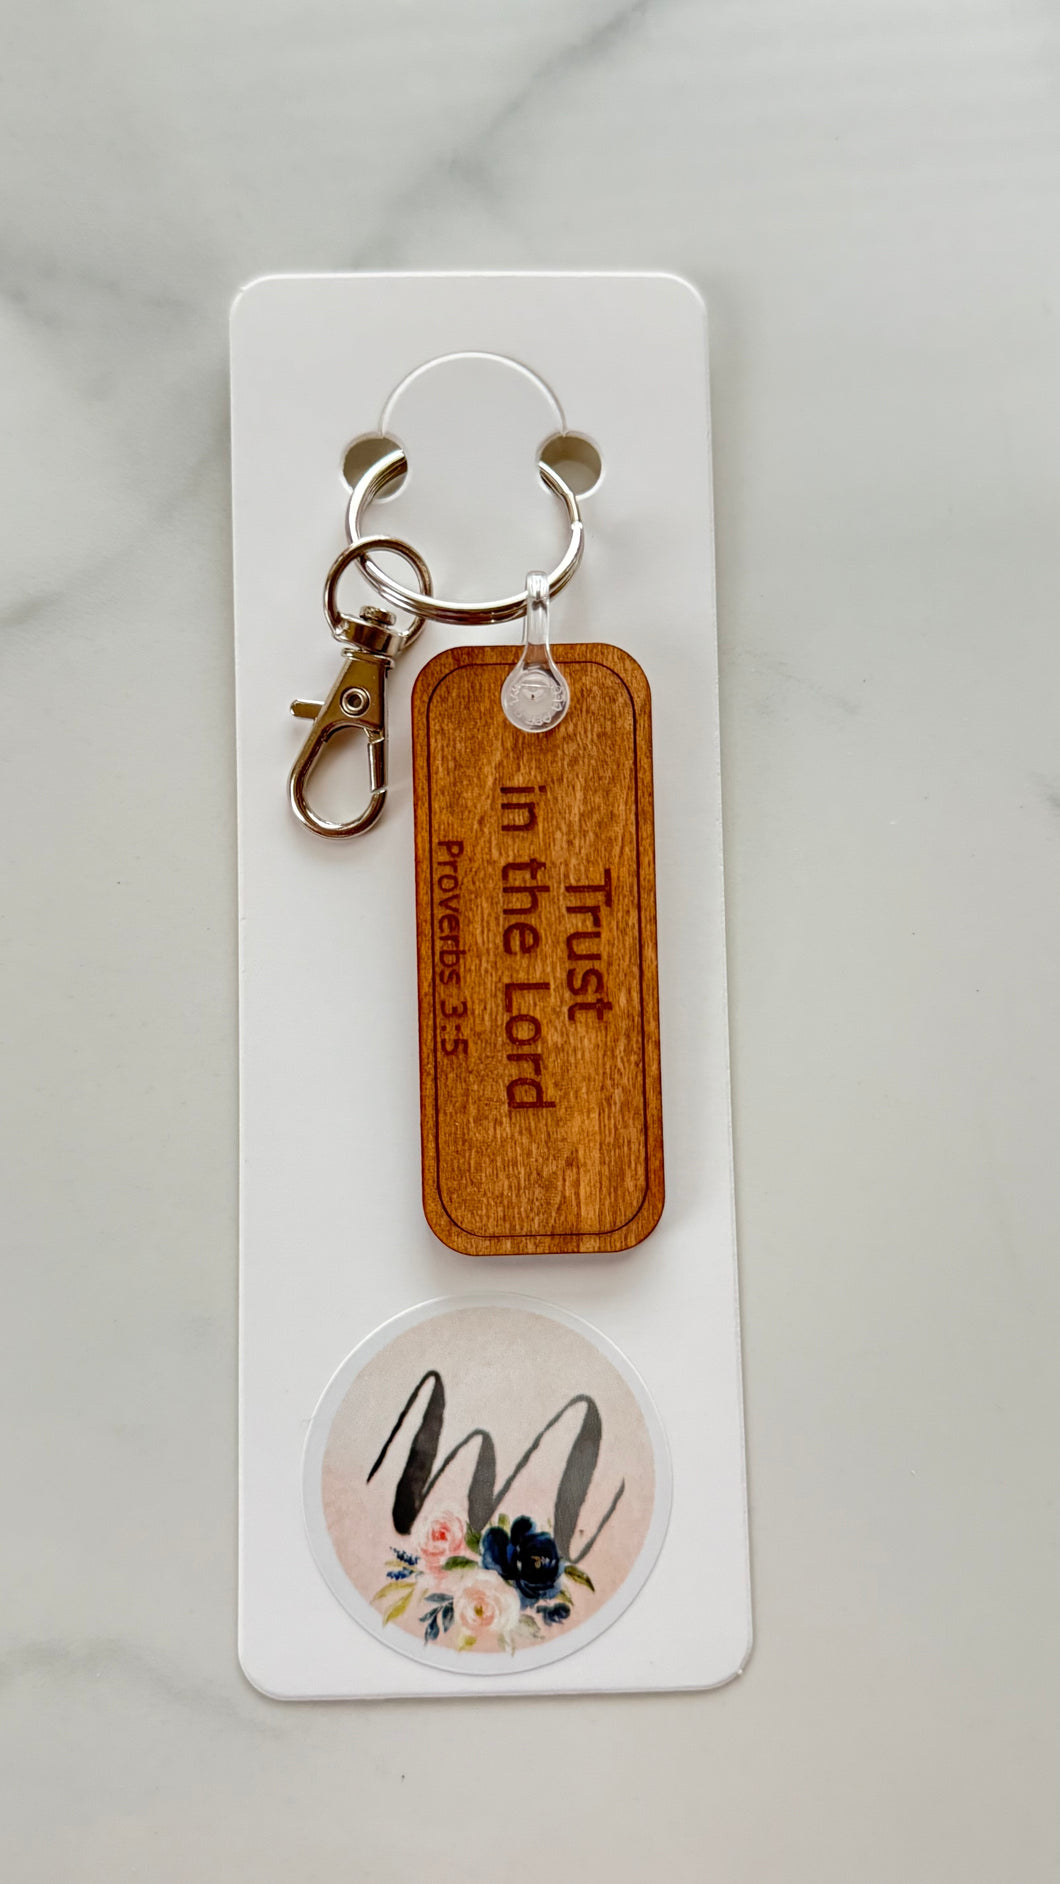 Trust
in the Lord
Proverbs 3:5
m